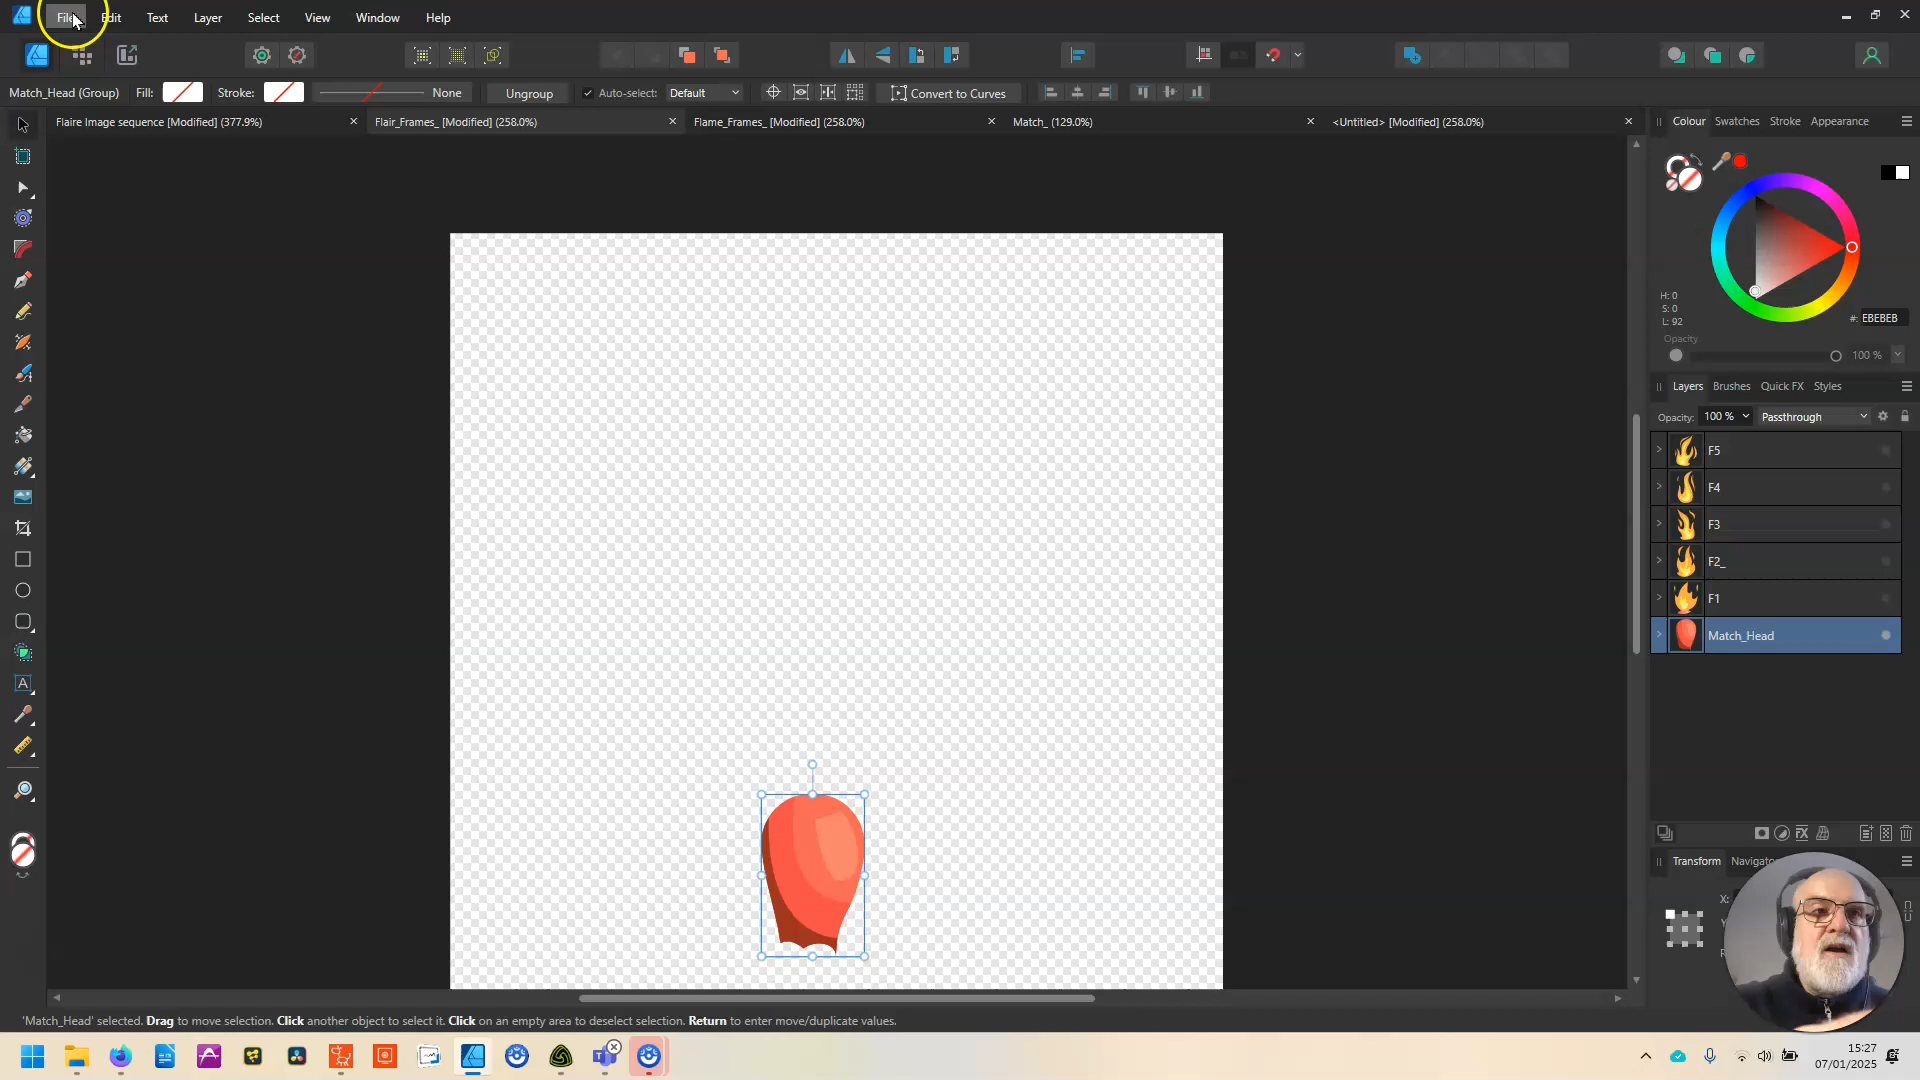 File Edit Text Layer Select View Window Help
Match_Head (Group) Fill: Stroke: None Ungroup Auto-select: Default Convert to Curves
Flaire Image sequence [Modified] (377.9%) Flair_Frames_ [Modified] (258.0%) Flame_Frames_ [Modified] (258.0%) Match_ (129.0%) <Untitled> [Modified] (258.0%)
Colour Swatches Stroke Appearance
H: 0
S: 0
L: 92
#: EBEBEB
Opacity
100 %
Layers Brushes Quick FX Styles
Opacity: 100 % Passthrough
F5
F4
F3
F2_
F1
Match_Head
Transform
X:
A
'Match_Head' selected. Drag to move selection. Click another object to select it. Click on an empty area to deselect selection. Return to enter move/duplicate values.
15:27
07/01/2025